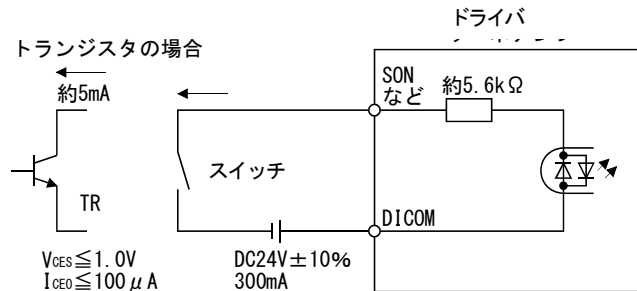 ドライバ
トランジスタの場合
約5mA
SON
など
約5.6kΩ
スイッチ
TR
DICOM
VCES≦1.0V
ICEO≦100μA
DC24V±10%
300mA